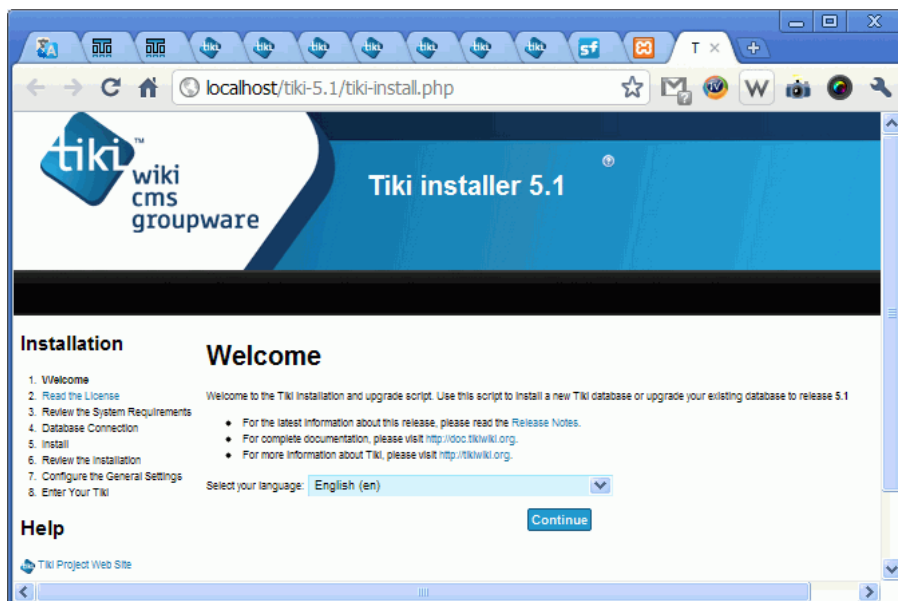 T
localhost/tiki-5.1/tiki-install.php
tiki™
wiki
cms
groupware
Tiki installer 5.1
Installation
1. Welcome
2. Read the License
3. Review the System Requirements
4. Database Connection
5. Install
6. Review the Installation
7. Configure the General Settings
8. Enter Your Tiki
Help
Tiki Project Web Site
Welcome
Welcome to the Tiki installation and upgrade script. Use this script to install a new Tiki database or upgrade your existing database to release 5.1
For the latest information about this release, please read the Release Notes.
For complete documentation, please visit http://doc.tikiwiki.org.
For more information about Tiki, please visit http://tikiwiki.org.
Select your language: English (en)
Continue